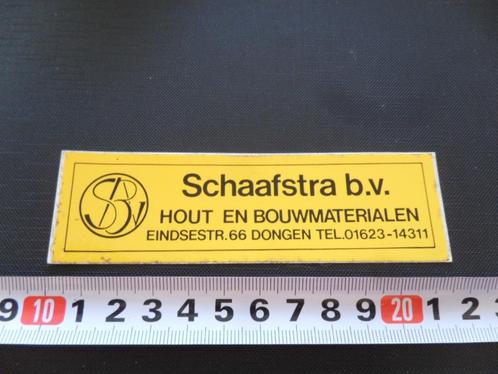 SBV
Schaafstra b.v.
HOUT EN BOUWMATERIALEN
EINDSESTR.66 DONGEN TEL.01623-14311
9 10 1 2 3 4 5 6 7 8 9 20 1 2 3